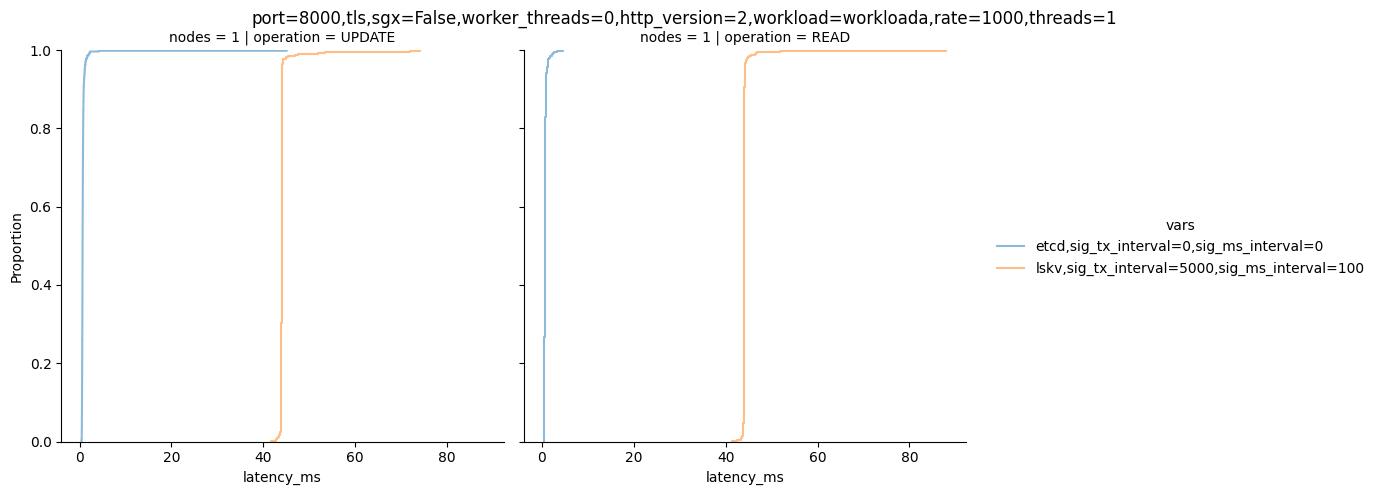 port=8000,tls,sgx=False,worker_threads=0,http_version=2,workload=workloada,rate=1000,threads=1
nodes = 1 | operation = UPDATE
nodes = 1 | operation = READ
1.0
0.8
0.6
0.4
0.2
0.0
Proportion
0 20 40 60 80
0 20 40 60 80
latency_ms
latency_ms
vars
etcd,sig_tx_interval=0,sig_ms_interval=0
lskv,sig_tx_interval=5000,sig_ms_interval=100